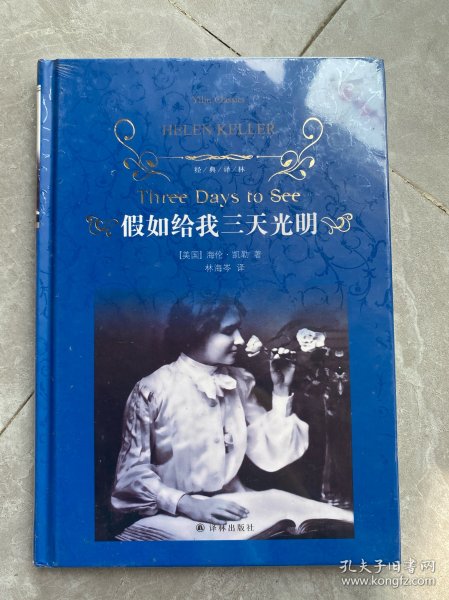 Yilin Classics
HELEN KELLER
经/典/译/林
Three Days to See
假如给我三天光明
[美国] 海伦·凯勒 著
林海岑 译
译林出版社
孔夫子旧书网
www.kongfz.com